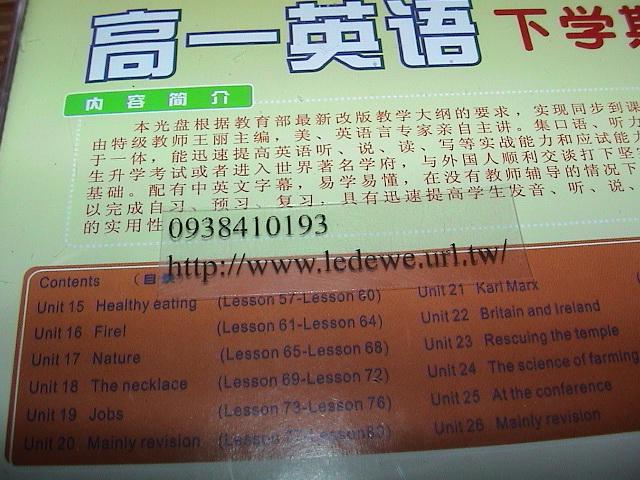 高一英语 下学期
内容简介
本光盘根据教育部最新改版教学大纲的要求，实现同步到课
由特级教师王丽主编，美、英语言专家亲自主讲。集口语、听力
于一体，能迅速提高英语听、说、读、写等实战能力和应试能
生升学考试或者进入世界著名学府，与外国人顺利交谈打下坚
基础。配有中英文字幕，易学易懂，在没有教师辅导的情况下
以完成自习、预习、复习，具有迅速提高学生发音、听、说、
的实用性
0938410193
http://www.ledewe.url.tw/
Contents （目
Unit 15 Healthy eating (Lesson 57-Lesson 60)
Unit 16 Fire! (Lesson 61-Lesson 64)
Unit 17 Nature (Lesson 65-Lesson 68)
Unit 18 The necklace (Lesson 69-Lesson 72)
Unit 19 Jobs (Lesson 73-Lesson 76)
Unit 20 Mainly revision (Lesson 77-Lesson80)
Unit 21 Karl Marx
Unit 22 Britain and Ireland
Unit 23 Rescuing the temple
Unit 24 The science of farming
Unit 25 At the conference
Unit 26 Mainly revision